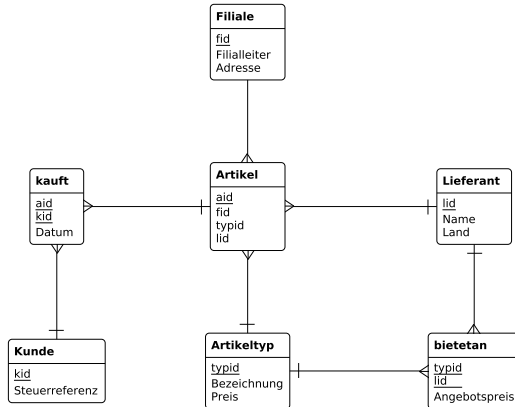 Filiale
fid
Filialleiter
Adresse
kauft
aid
kid
Datum
Artikel
aid
fid
typid
lid
Lieferant
lid
Name
Land
Kunde
kid
Steuerreferenz
Artikeltyp
typid
Bezeichnung
Preis
bietetan
typid
lid
Angebotspreis